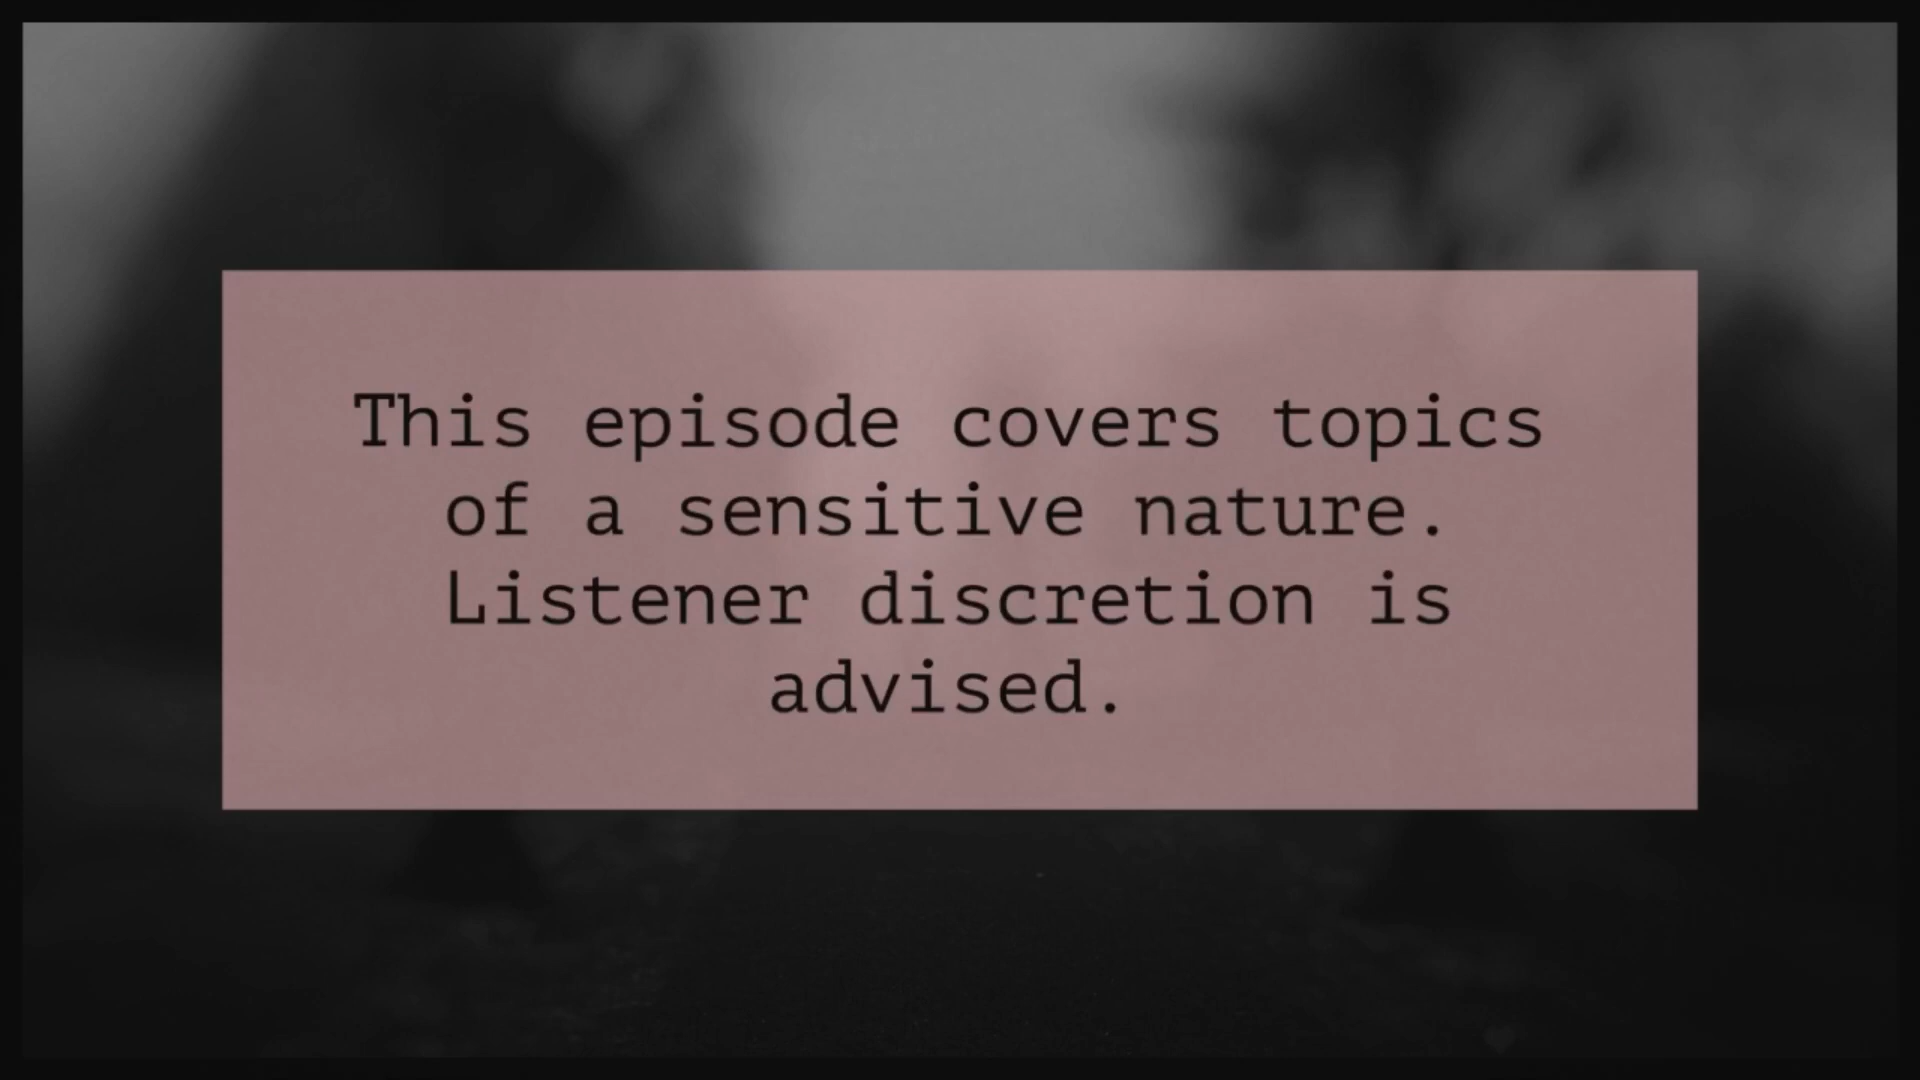 This episode covers topics
of a sensitive nature.
Listener discretion is
advised.